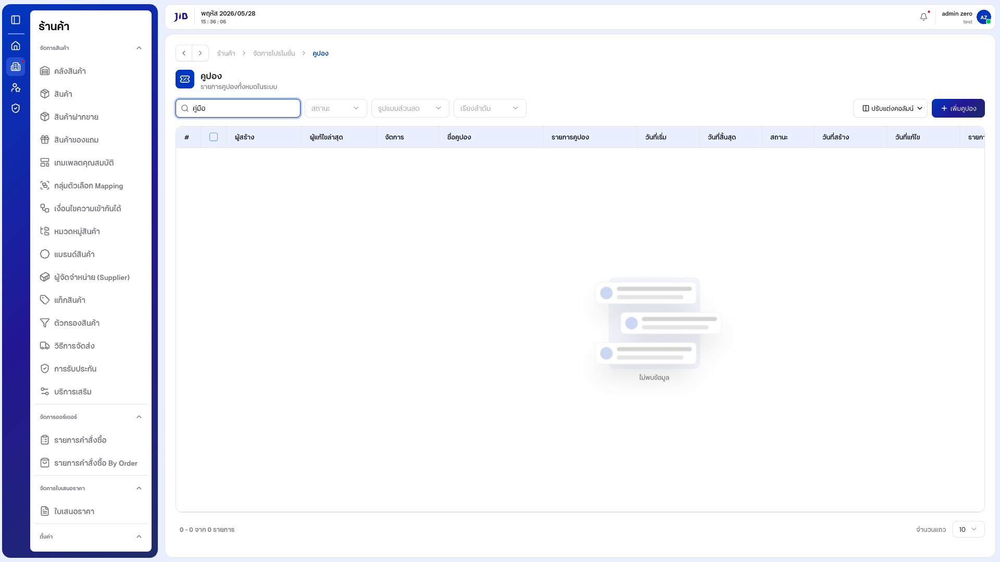 ร้านค้า
จัดการสินค้า
คลังสินค้า
สินค้า
สินค้าฝากขาย
สินค้าของแถม
เทมเพลตคุณสมบัติ
กลุ่มตัวเลือก Mapping
เงื่อนไขความเข้ากันได้
หมวดหมู่สินค้า
แบรนด์สินค้า
ผู้จัดจำหน่าย (Supplier)
แท็กสินค้า
ตัวกรองสินค้า
วิธีการจัดส่ง
การรับประกัน
บริการเสริม
จัดการออร์เดอร์
รายการคำสั่งซื้อ
รายการคำสั่งซื้อ By Order
จัดการใบเสนอราคา
ใบเสนอราคา
ตั้งค่า
JIB
พฤหัส 2026/05/28
15 : 36 : 06
admin zero
test
AZ
ร้านค้า
จัดการโปรโมชั่น
คูปอง
คูปอง
รายการคูปองทั้งหมดในระบบ
คู่มือ
สถานะ
รูปแบบส่วนลด
เรียงลำดับ
ปรับแต่งคอลัมน์
เพิ่มคูปอง
# ผู้สร้าง ผู้แก้ไขล่าสุด จัดการ ชื่อคูปอง รายการคูปอง วันที่เริ่ม วันที่สิ้นสุด สถานะ วันที่สร้าง วันที่แก้ไข รายกา
ไม่พบข้อมูล
0 - 0 จาก 0 รายการ
จำนวนแถว
10